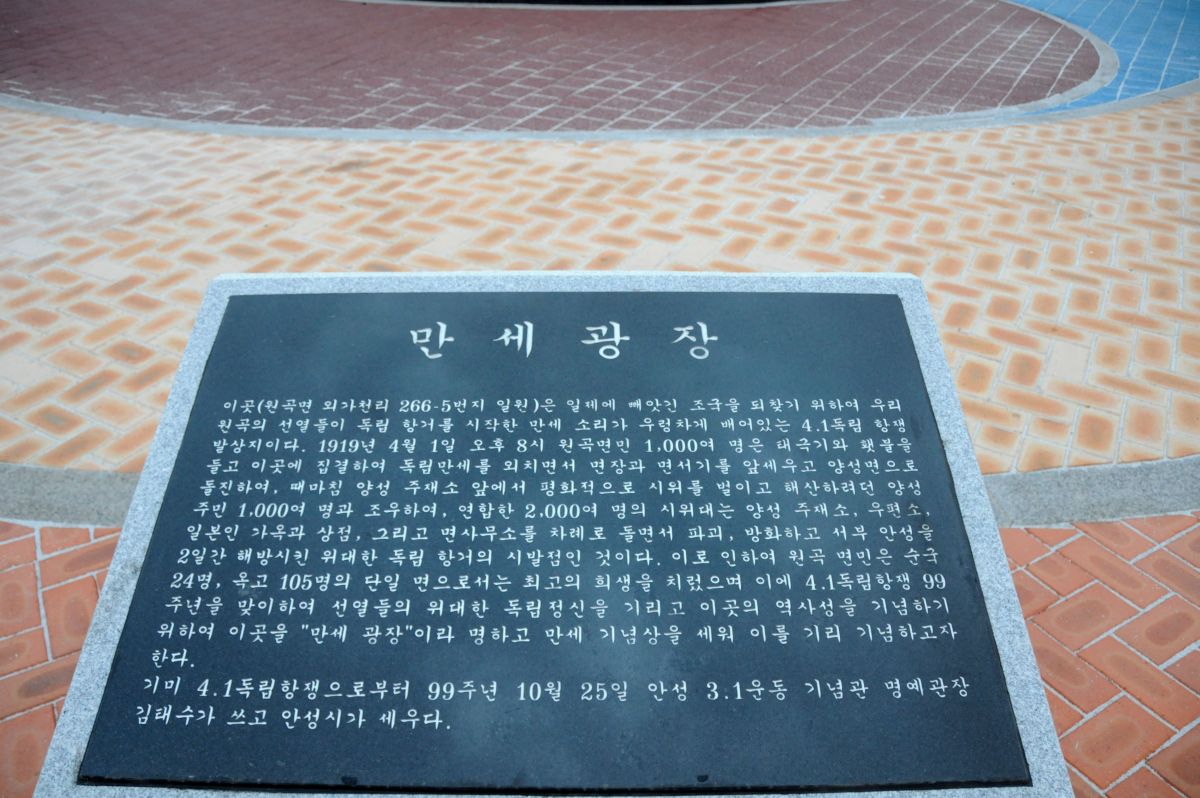 만세광장
이곳(원곡면 외가천리 266-5번지 일원)은 일제에 빼앗긴 조국을 되찾기 위하여 우리
원곡의 선열들이 독립 항거를 시작한 만세 소리가 우렁차게 배어있는 4.1독립 항쟁
발상지이다. 1919년 4월 1일 오후 8시 원곡면민 1,000여 명은 태극기와 횃불을
들고 이곳에 집결하여 독립만세를 외치면서 면장과 면서기를 앞세우고 양성면으로
돌진하여, 때마침 양성 주재소 앞에서 평화적으로 시위를 벌이고 해산하려던 양성
주민 1,000여 명과 조우하여, 연합한 2,000여 명의 시위대는 양성 주재소, 우편소,
일본인 가옥과 상점, 그리고 면사무소를 차례로 돌면서 파괴, 방화하고 서부 안성을
2일간 해방시킨 위대한 독립 항거의 시발점인 것이다. 이로 인하여 원곡 면민은 순국
24명, 옥고 105명의 단일 면으로서는 최고의 희생을 치렀으며 이에 4.1독립항쟁 99
주년을 맞이하여 선열들의 위대한 독립정신을 기리고 이곳의 역사성을 기념하기
위하여 이곳을 "만세 광장"이라 명하고 만세 기념상을 세워 이를 기리 기념하고자
한다.
기미 4.1독립항쟁으로부터 99주년 10월 25일 안성 3.1운동 기념관 명예관장
김태수가 쓰고 안성시가 세우다.